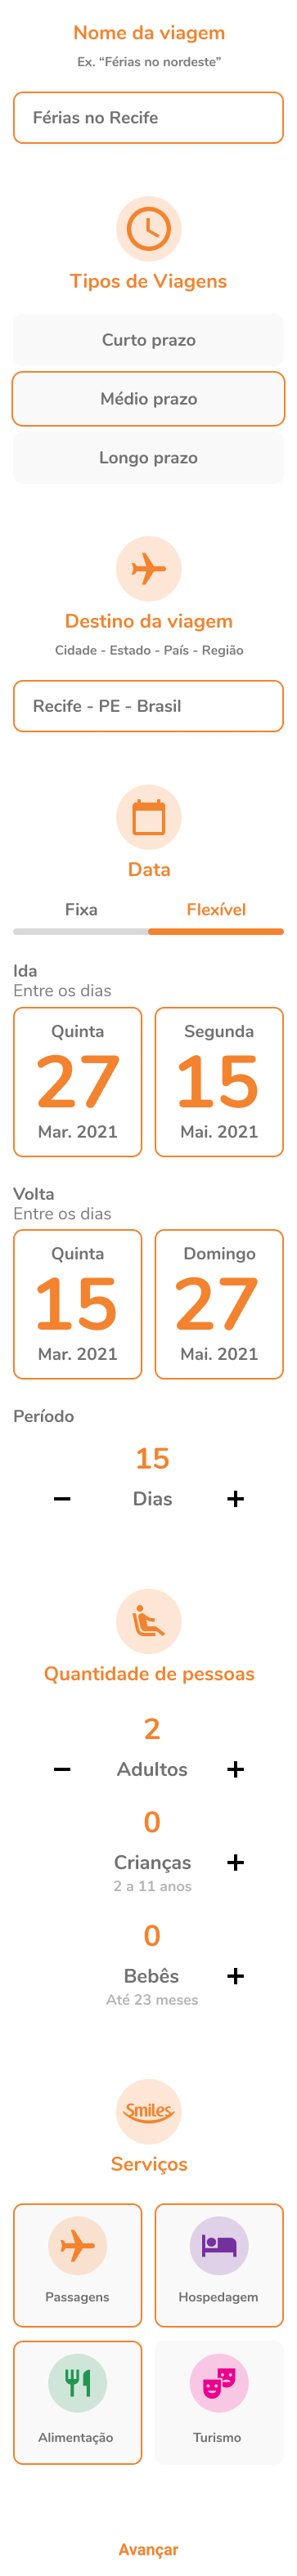 Nome da viagem
Ex. “Férias no nordeste”
Férias no Recife
Tipos de Viagens
Curto prazo
Médio prazo
Longo prazo
Destino da viagem
Cidade - Estado - País - Região
Recife - PE - Brasil
Data
Fixa Flexível
Ida
Entre os dias
Quinta Segunda
27 15
Mar. 2021 Mai. 2021
Volta
Entre os dias
Quinta Domingo
15 27
Mar. 2021 Mai. 2021
Período
15
− Dias +
Quantidade de pessoas
2
− Adultos +
0
Crianças +
2 a 11 anos
0
Bebês +
Até 23 meses
Smiles
Serviços
Passagens Hospedagem
Alimentação Turismo
Avançar